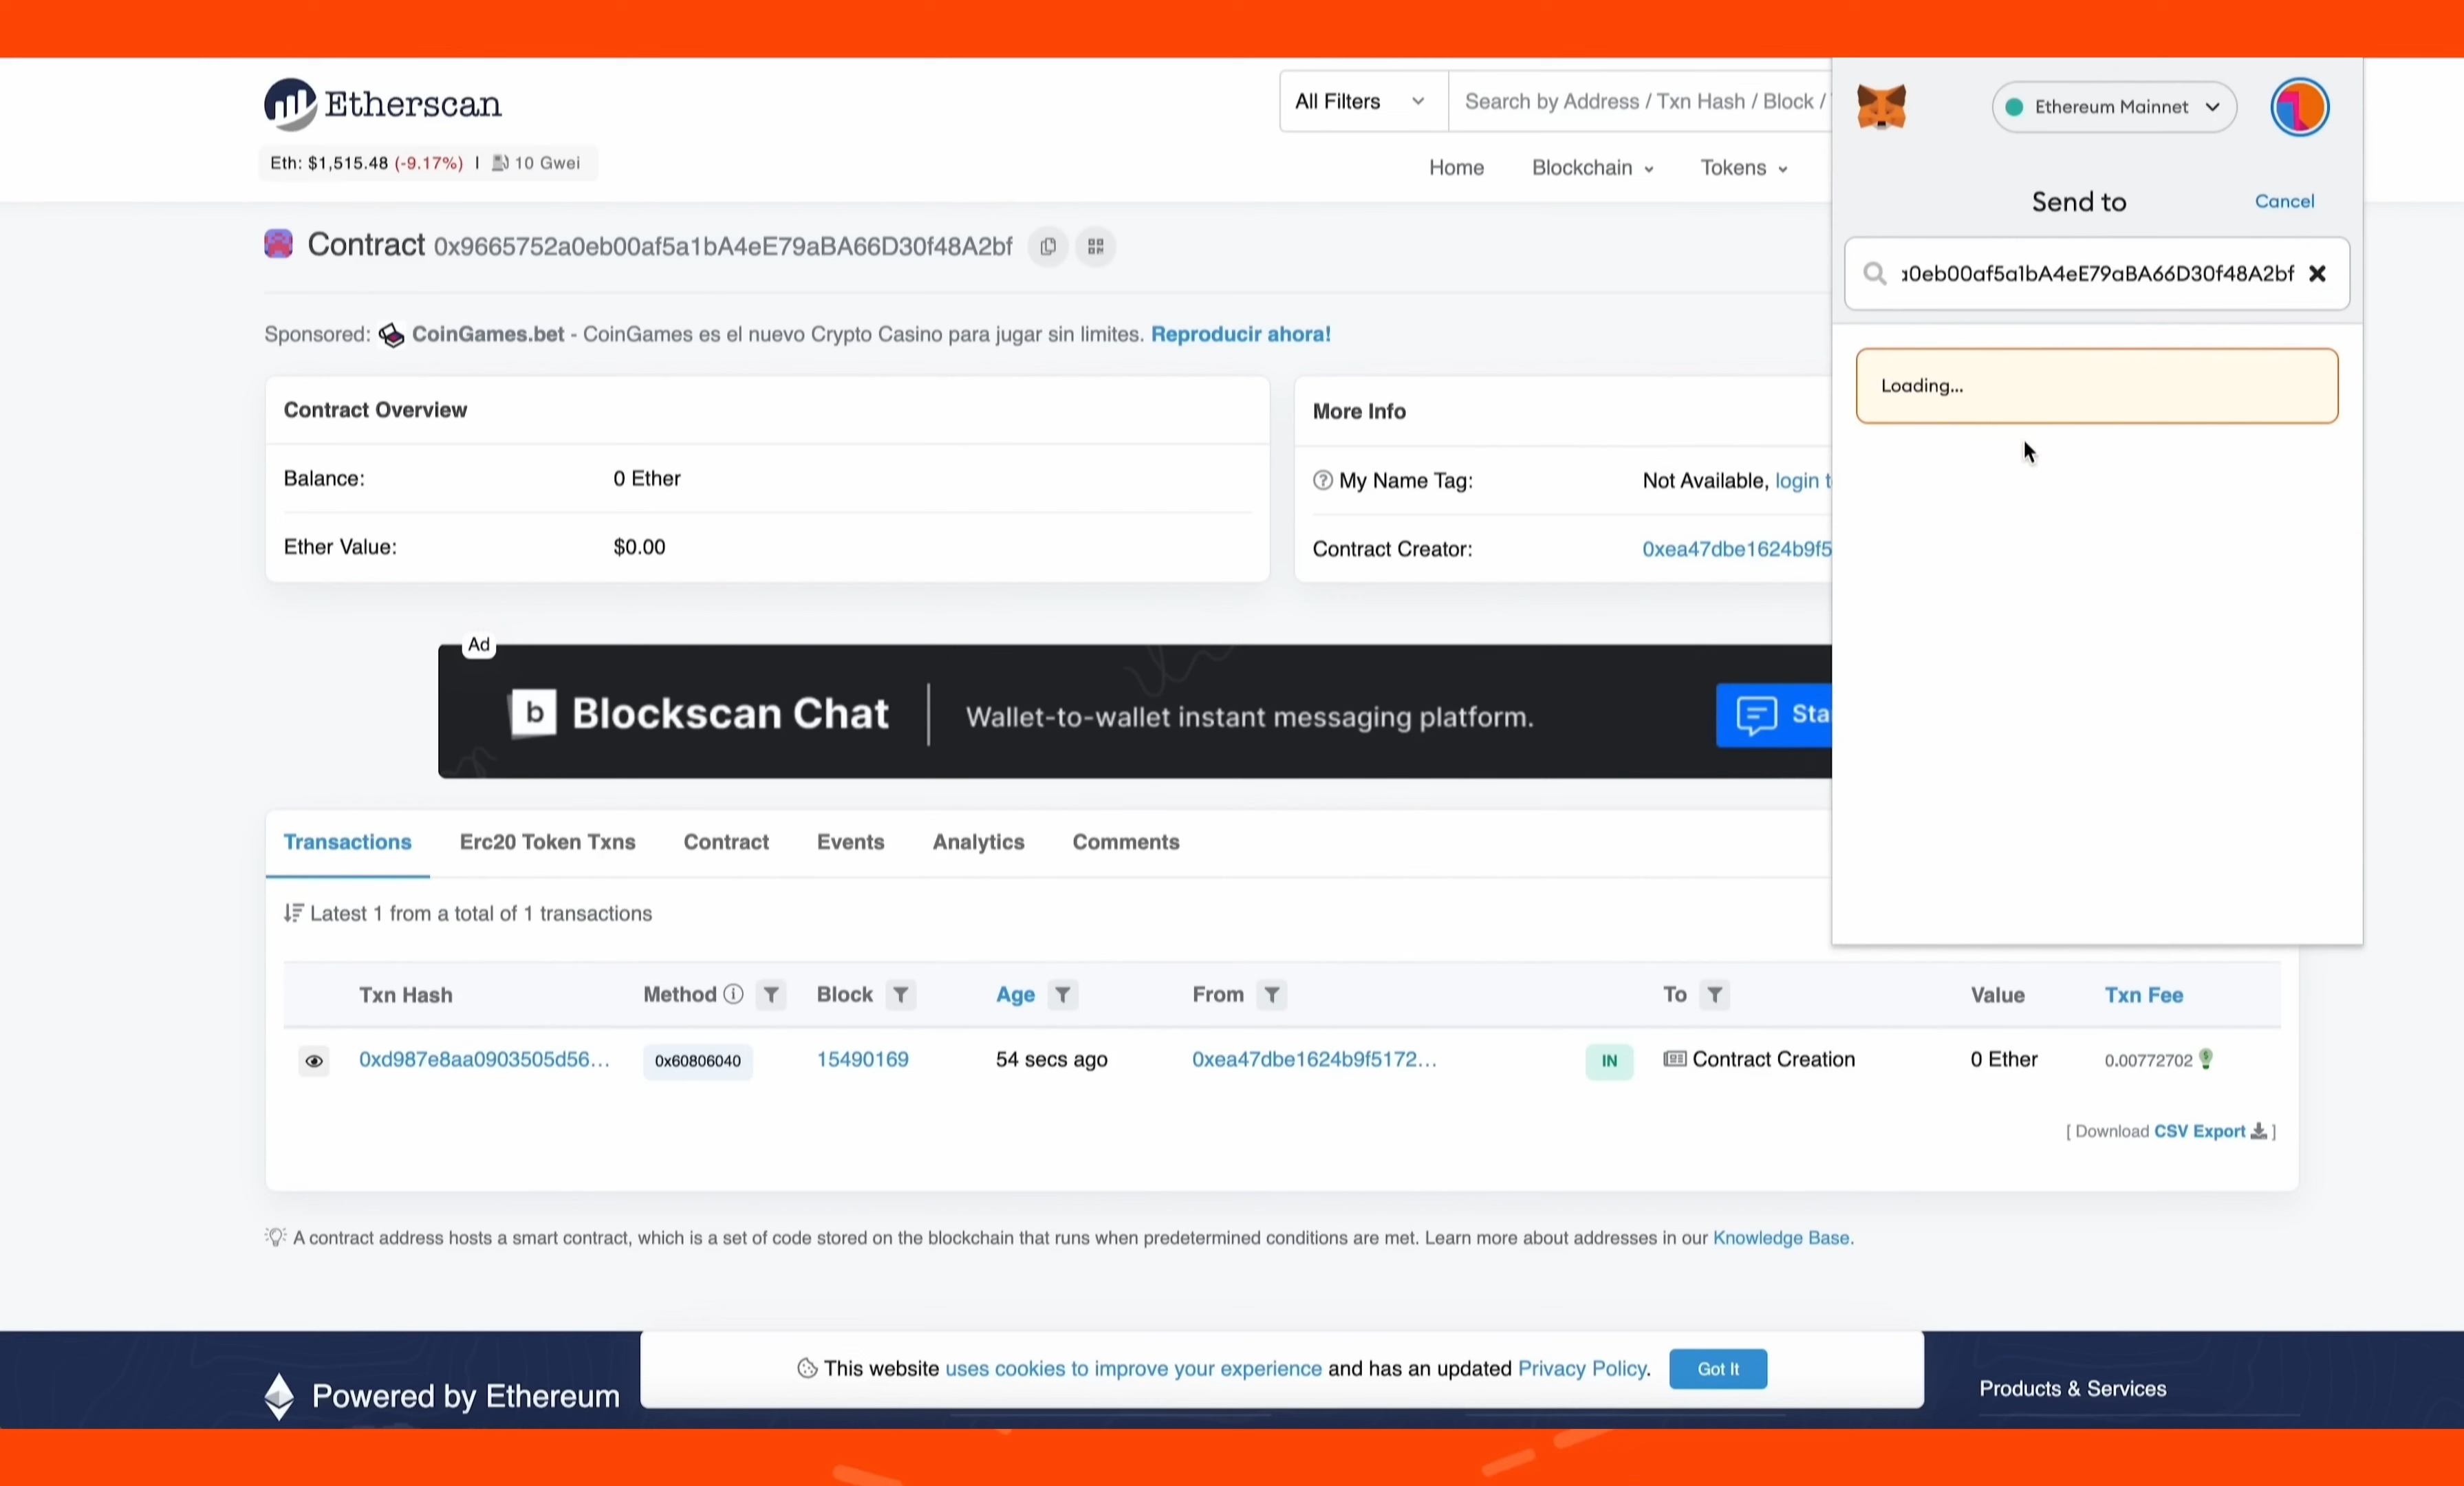 Etherscan
All Filters
Search by Address / Txn Hash / Block /
Eth: $1,515.48 (-9.17%) | 10 Gwei
Home Blockchain Tokens
Ethereum Mainnet
Send to
Cancel
Contract 0x9665752a0eb00af5a1bA4eE79aBA66D30f48A2bf
0eb00af5a1bA4eE79aBA66D30f48A2bf
Sponsored: CoinGames.bet - CoinGames es el nuevo Crypto Casino para jugar sin limites. Reproducir ahora!
Loading...
Contract Overview
Balance: 0 Ether
Ether Value: $0.00
More Info
My Name Tag: Not Available, login t
Contract Creator: 0xea47dbe1624b9f5
Ad
b Blockscan Chat
Wallet-to-wallet instant messaging platform.
Sta
Transactions Erc20 Token Txns Contract Events Analytics Comments
Latest 1 from a total of 1 transactions
Txn Hash Method Block Age From To Value Txn Fee
0xd987e8aa0903505d56... 0x60806040 15490169 54 secs ago 0xea47dbe1624b9f5172... IN Contract Creation 0 Ether 0.00772702
[ Download CSV Export ]
A contract address hosts a smart contract, which is a set of code stored on the blockchain that runs when predetermined conditions are met. Learn more about addresses in our Knowledge Base.
This website uses cookies to improve your experience and has an updated Privacy Policy. Got It
Powered by Ethereum
Products & Services